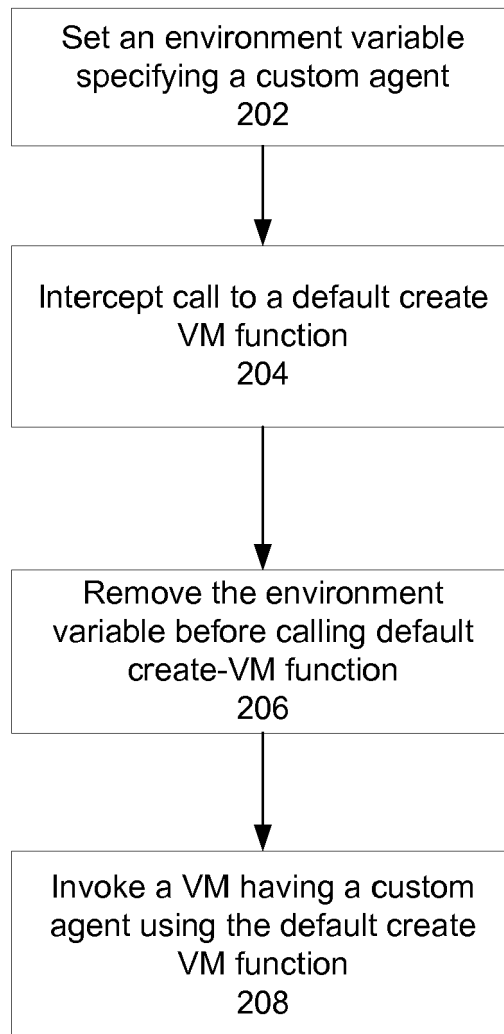 Set an environment variable
specifying a custom agent
202
Intercept call to a default create
VM function
204
Remove the environment
variable before calling default
create-VM function
206
Invoke a VM having a custom
agent using the default create
VM function
208